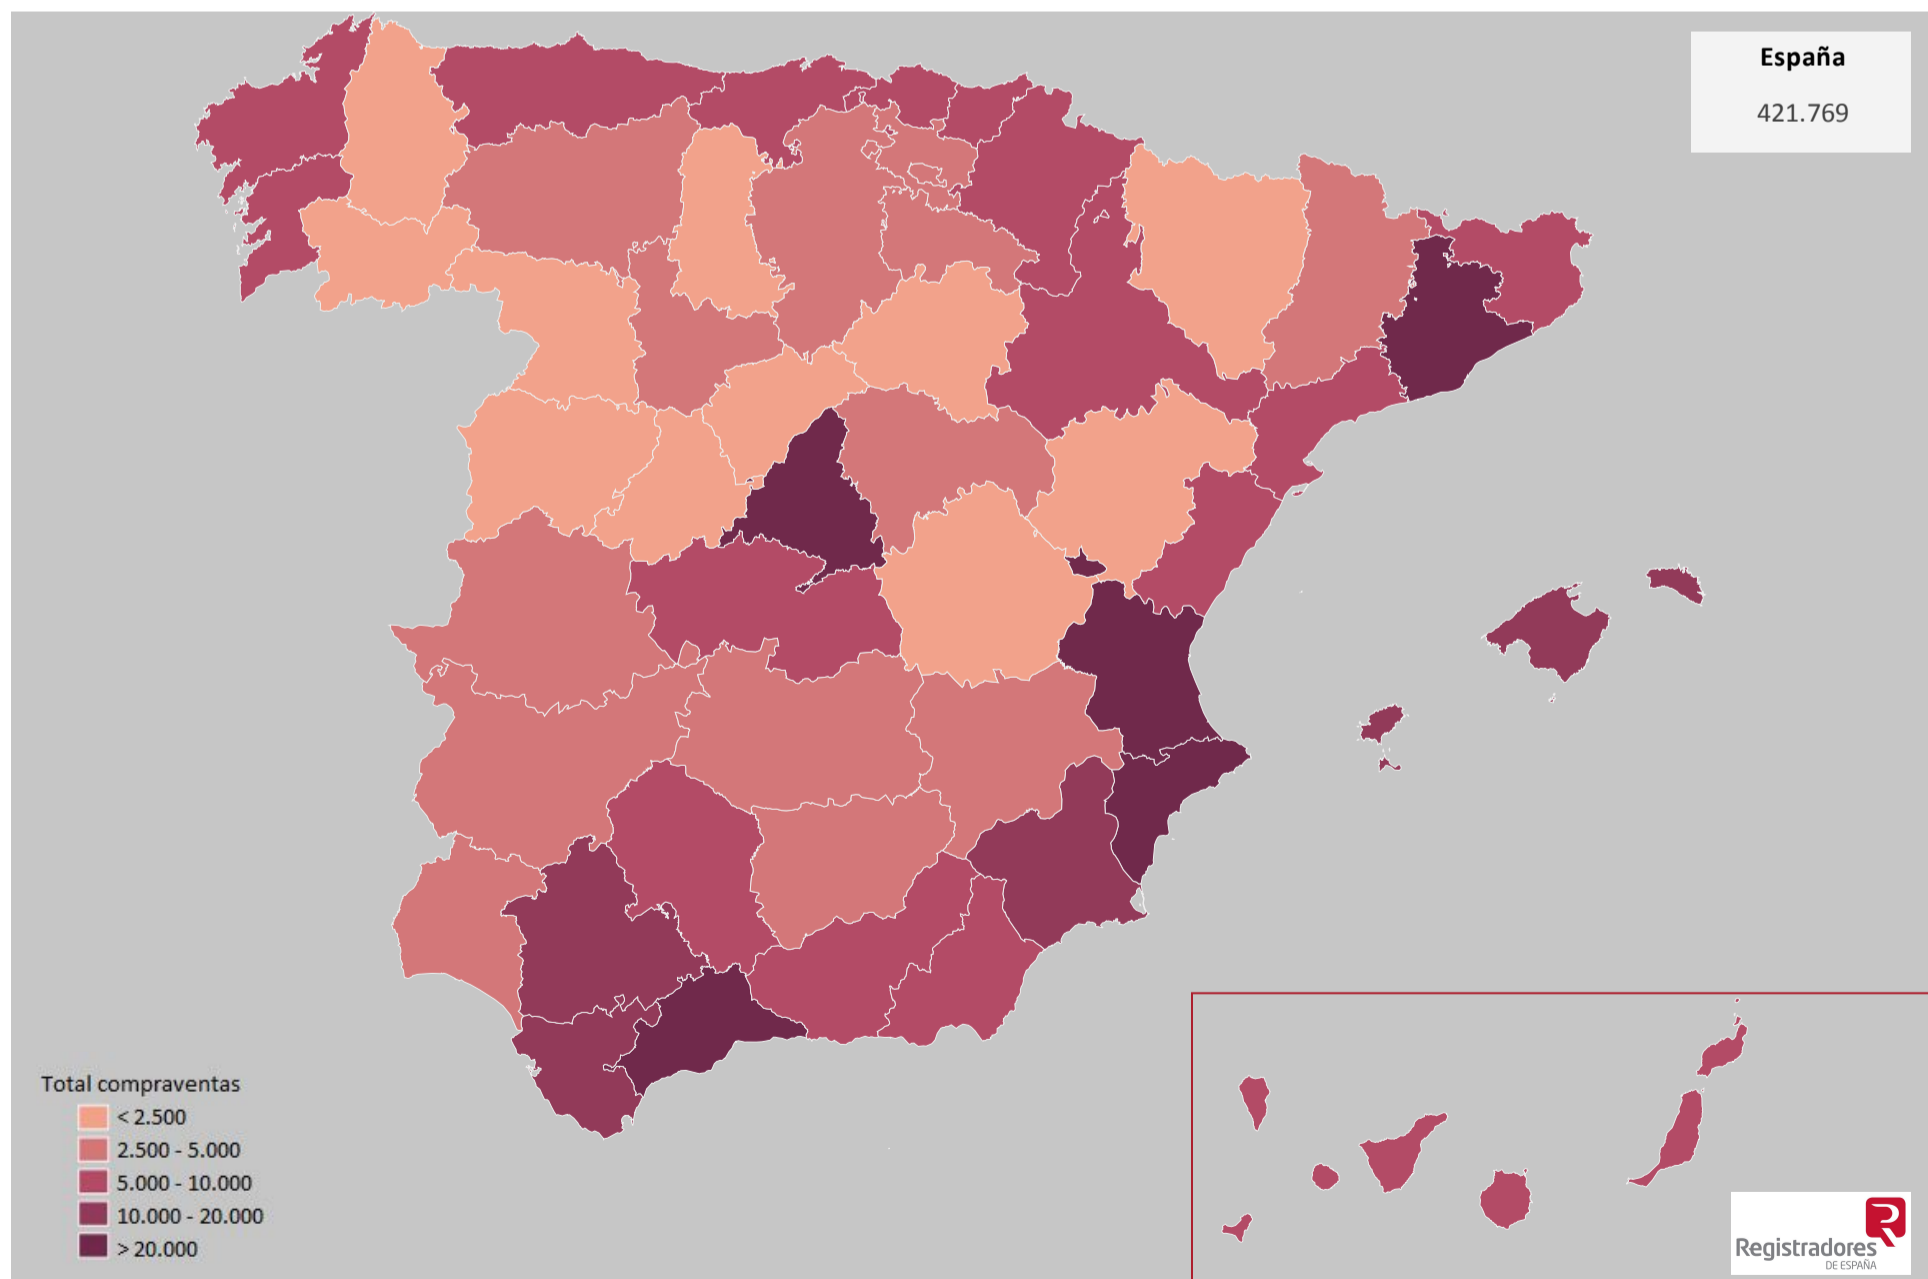 España
421.769
Total compraventas
< 2.500
2.500 - 5.000
5.000 - 10.000
10.000 - 20.000
> 20.000
Registradores
DE ESPAÑA